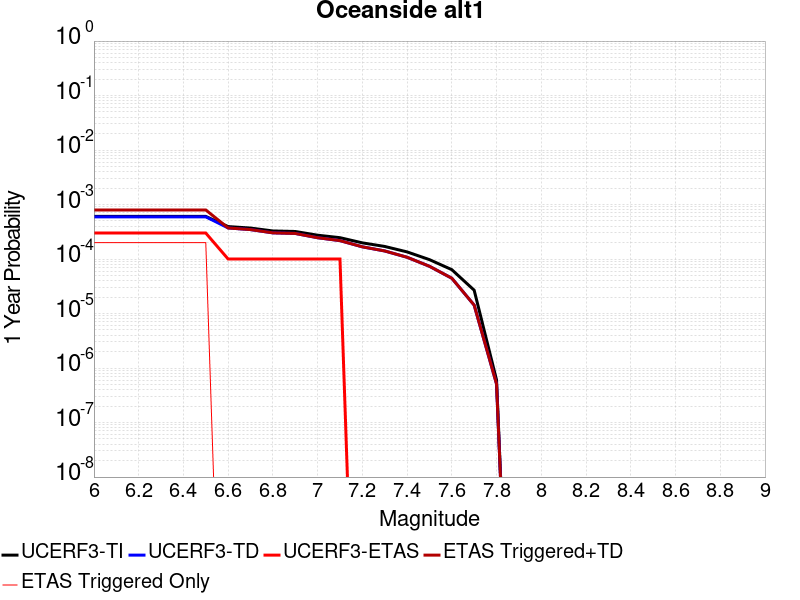 Oceanside alt1
10^0
10^-1
10^-2
10^-3
10^-4
10^-5
10^-6
10^-7
10^-8
1 Year Probability
6 6.2 6.4 6.6 6.8 7 7.2 7.4 7.6 7.8 8 8.2 8.4 8.6 8.8 9
Magnitude
UCERF3-TI UCERF3-TD UCERF3-ETAS ETAS Triggered+TD
ETAS Triggered Only